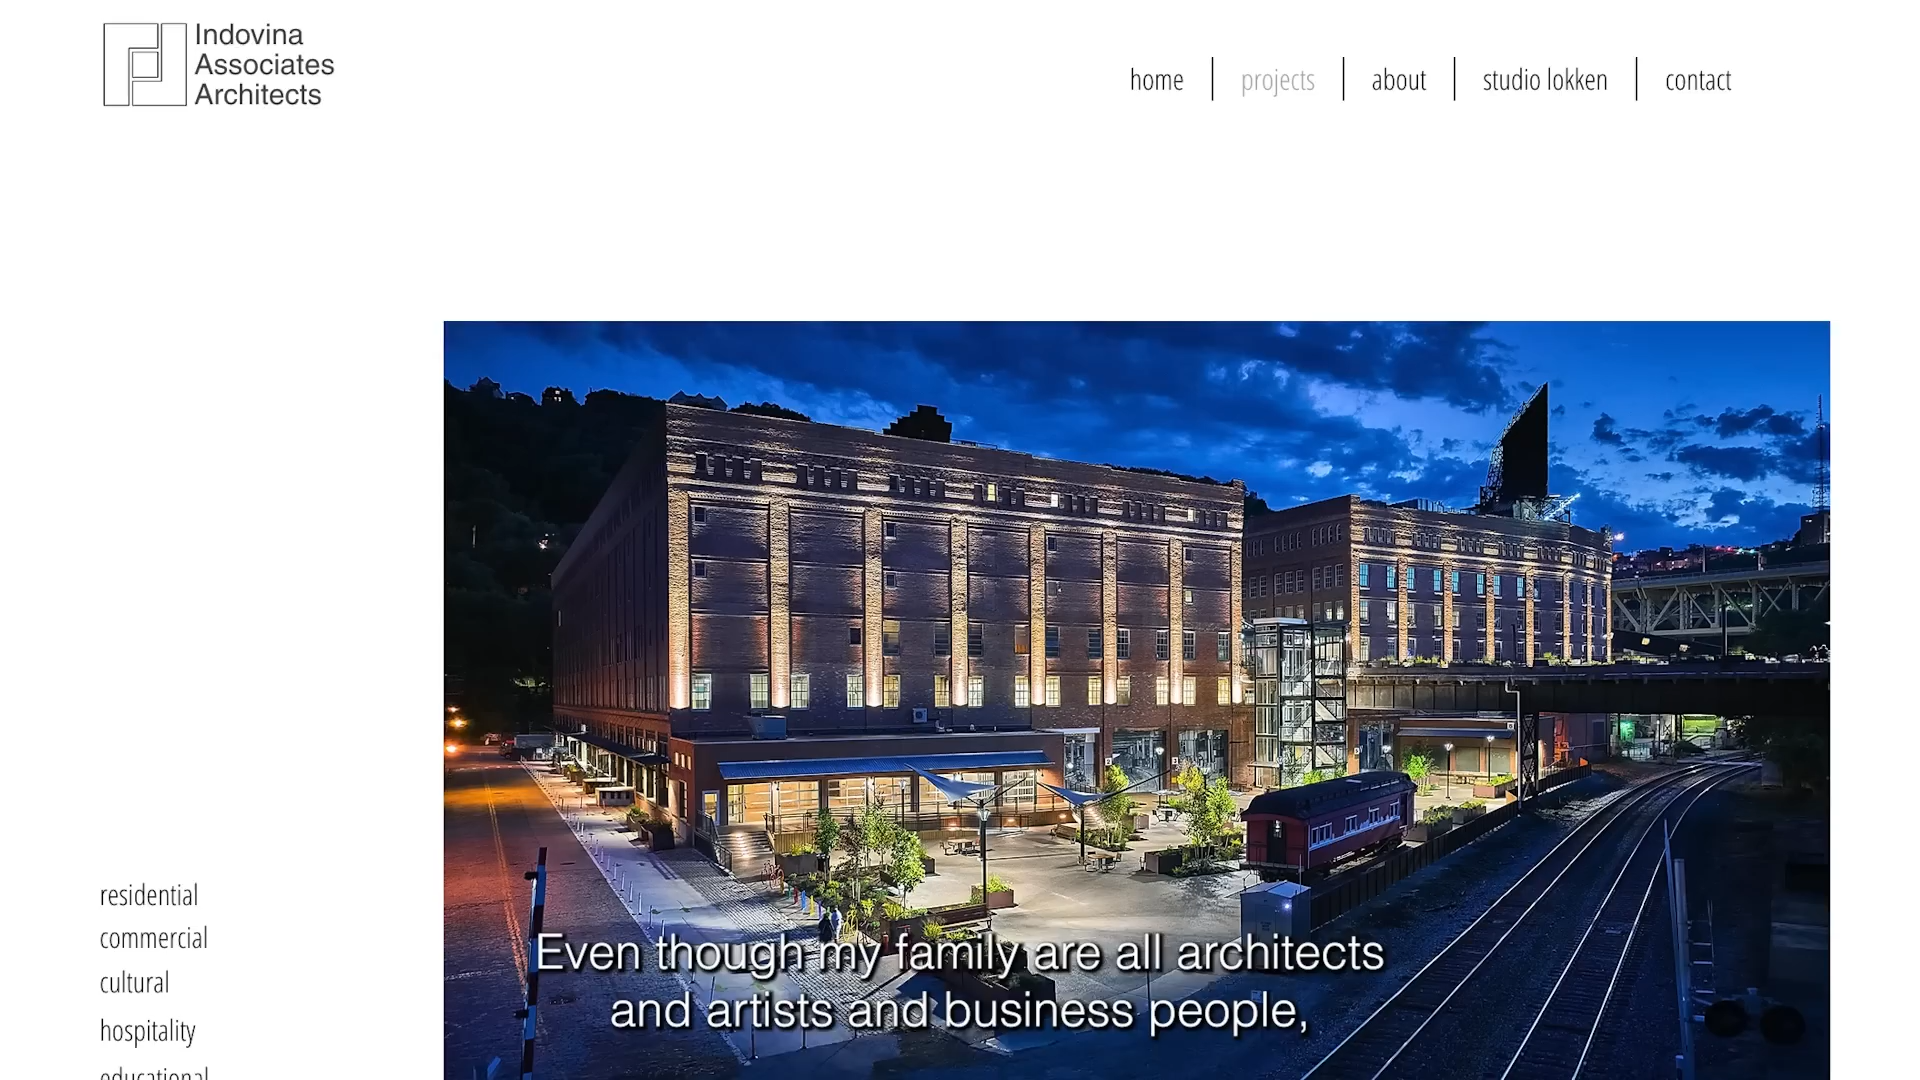 Indovina
Associates
Architects
home
projects
about
studio lokken
contact
residential
commercial
cultural
hospitality
educational
Even though my family are all architects
and artists and business people,